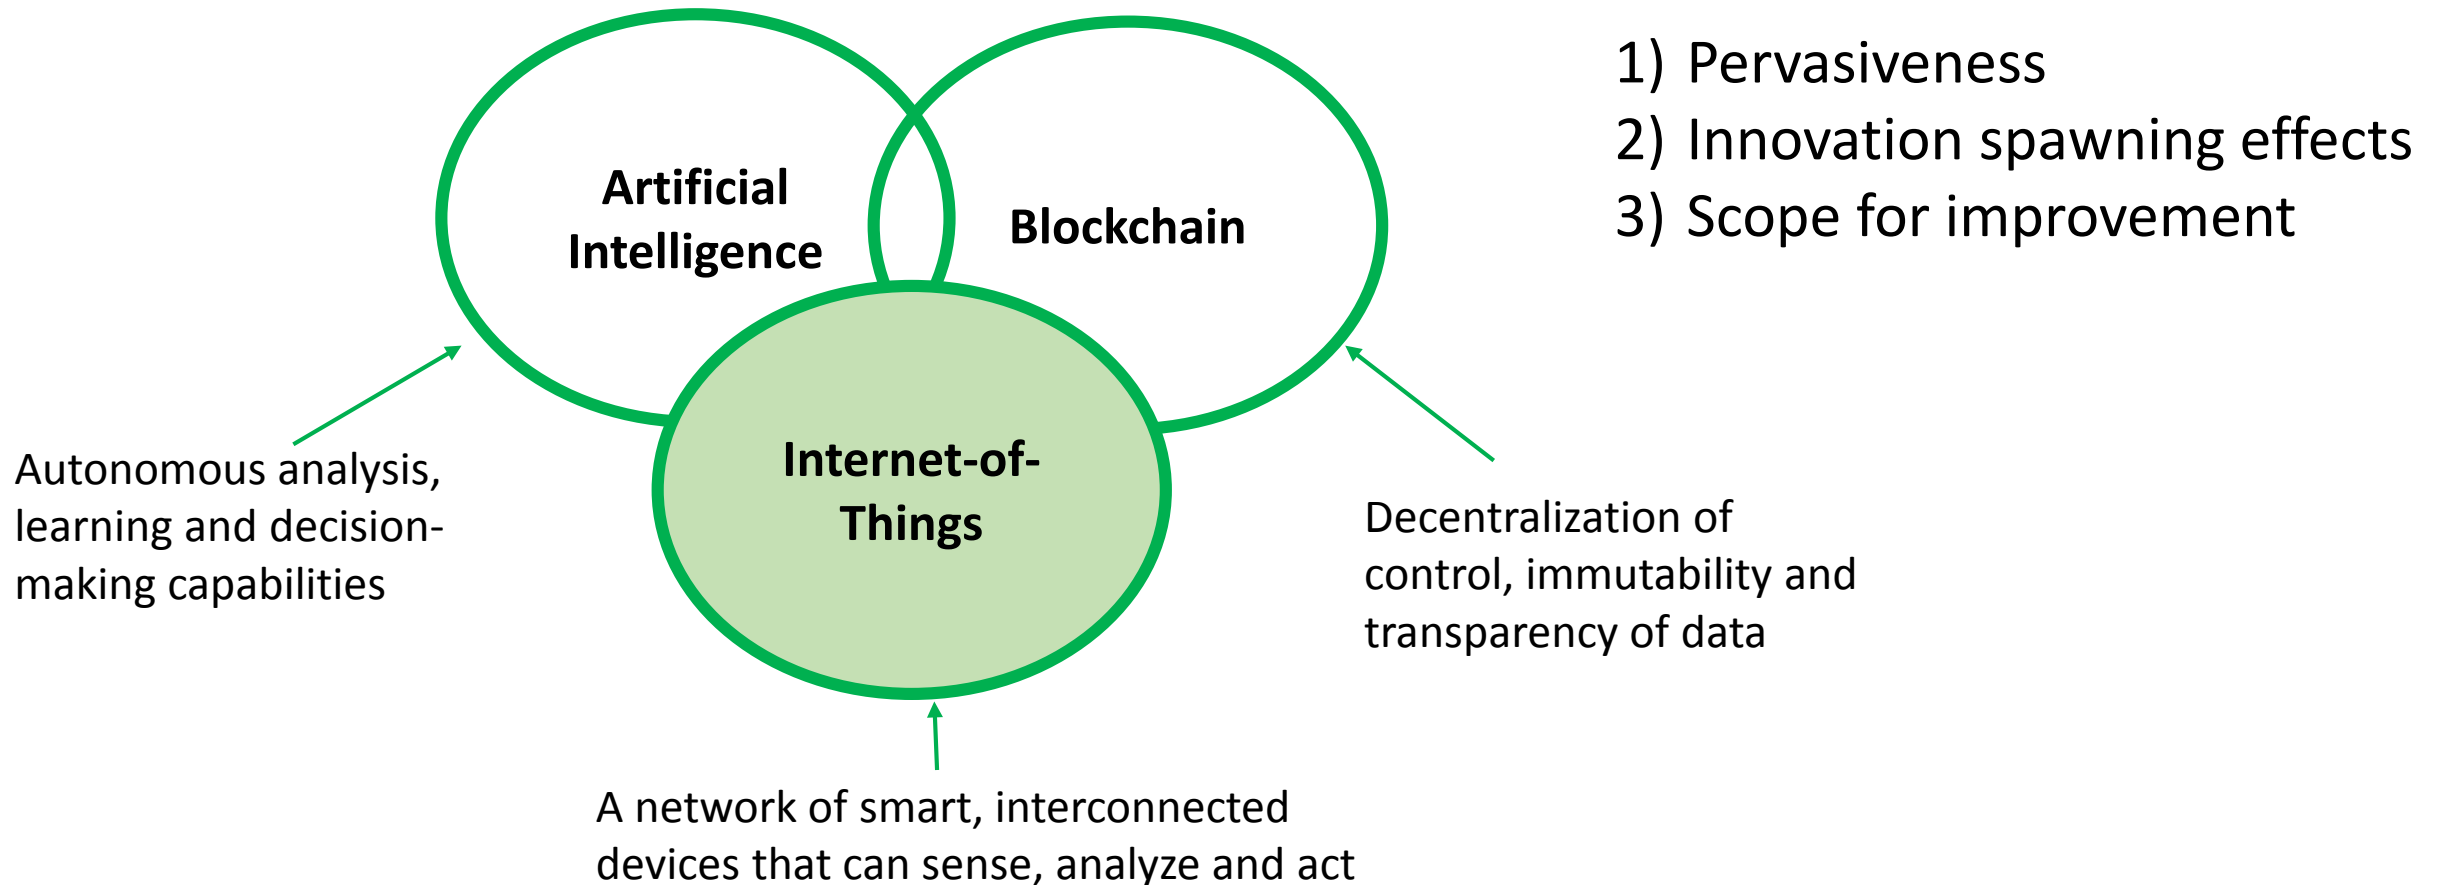 Artificial
Intelligence
Blockchain
1) Pervasiveness
2) Innovation spawning effects
3) Scope for improvement
Internet-of-
Things
Autonomous analysis,
learning and decision-
making capabilities
Decentralization of
control, immutability and
transparency of data
A network of smart, interconnected
devices that can sense, analyze and act